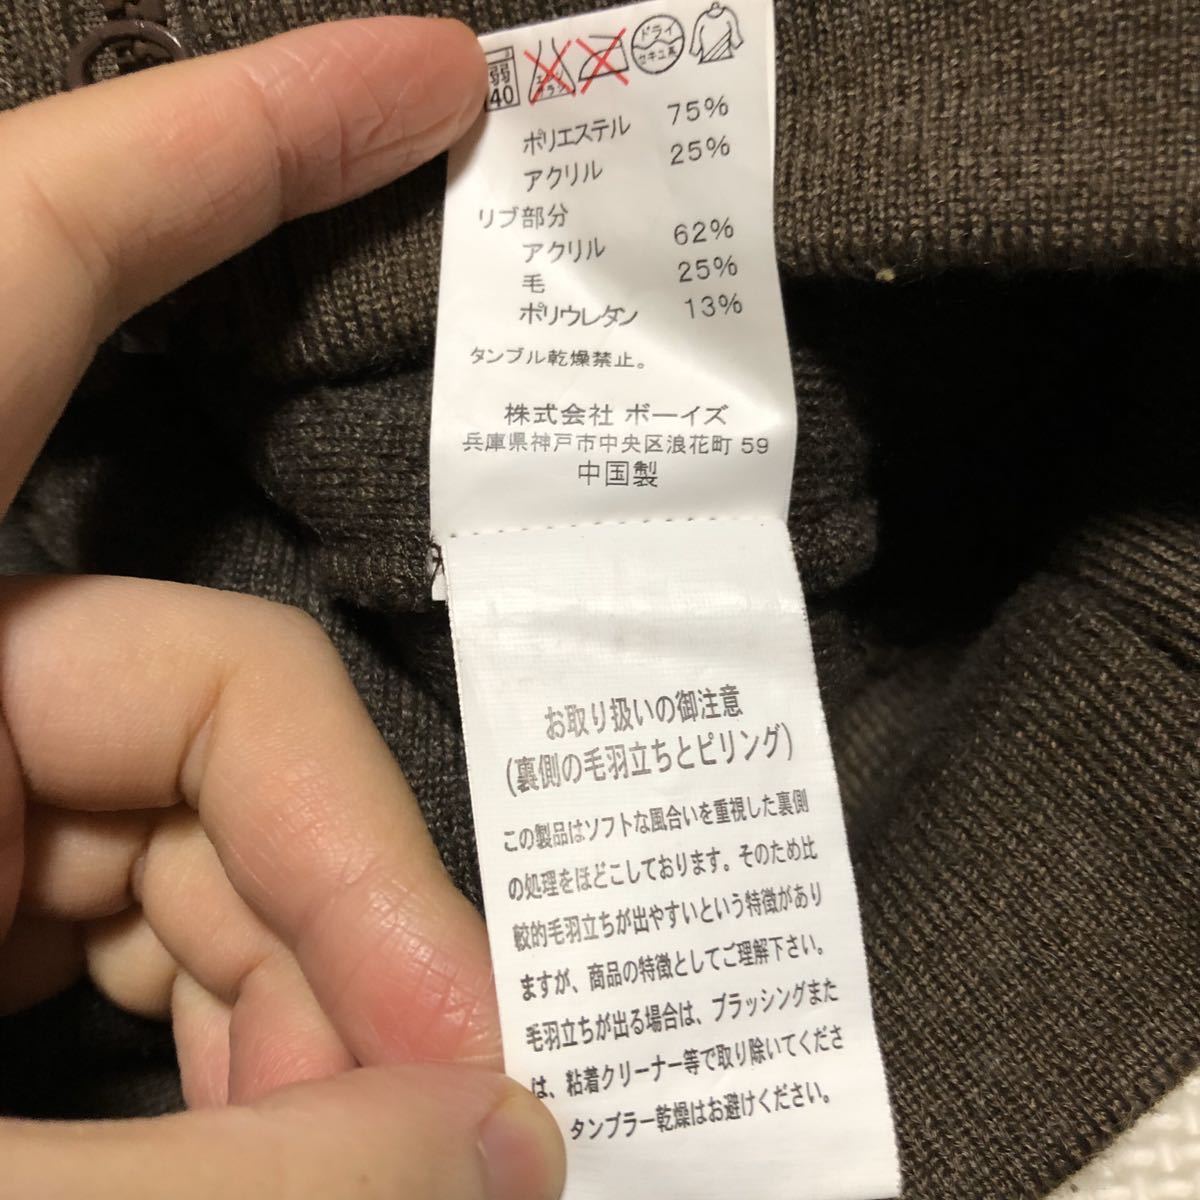 弱
40
エンソ
サラシ
ドライ
セキユ系
ポリエステル 75%
アクリル 25%
リブ部分
アクリル 62%
毛 25%
ポリウレタン 13%
タンブル乾燥禁止。
株式会社 ボーイズ
兵庫県神戸市中央区浪花町 59
中国製
お取り扱いの御注意
(裏側の毛羽立ちとピリング)
この製品はソフトな風合いを重視した裏側
の処理をほどこしております。そのため比
較的毛羽立ちが出やすいという特徴があり
ますが、商品の特徴としてご理解下さい。
毛羽立ちが出る場合は、ブラッシングまた
は、粘着クリーナー等で取り除いてくださ
タンブラー乾燥はお避けください。